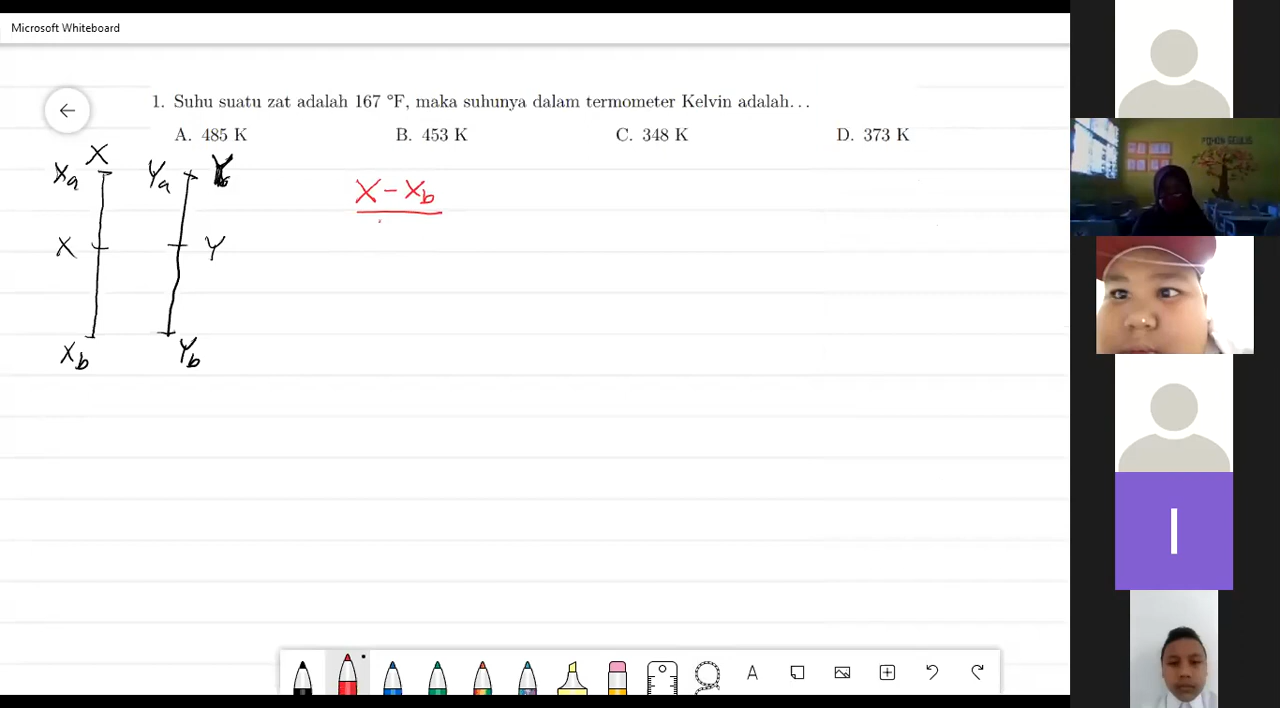 Microsoft Whiteboard
1. Suhu suatu zat adalah 167 °F, maka suhunya dalam termometer Kelvin adalah...
A. 485 K B. 453 K C. 348 K D. 373 K
X
Xa Ya
X - Xb
X Y
Xb Yb
A
I